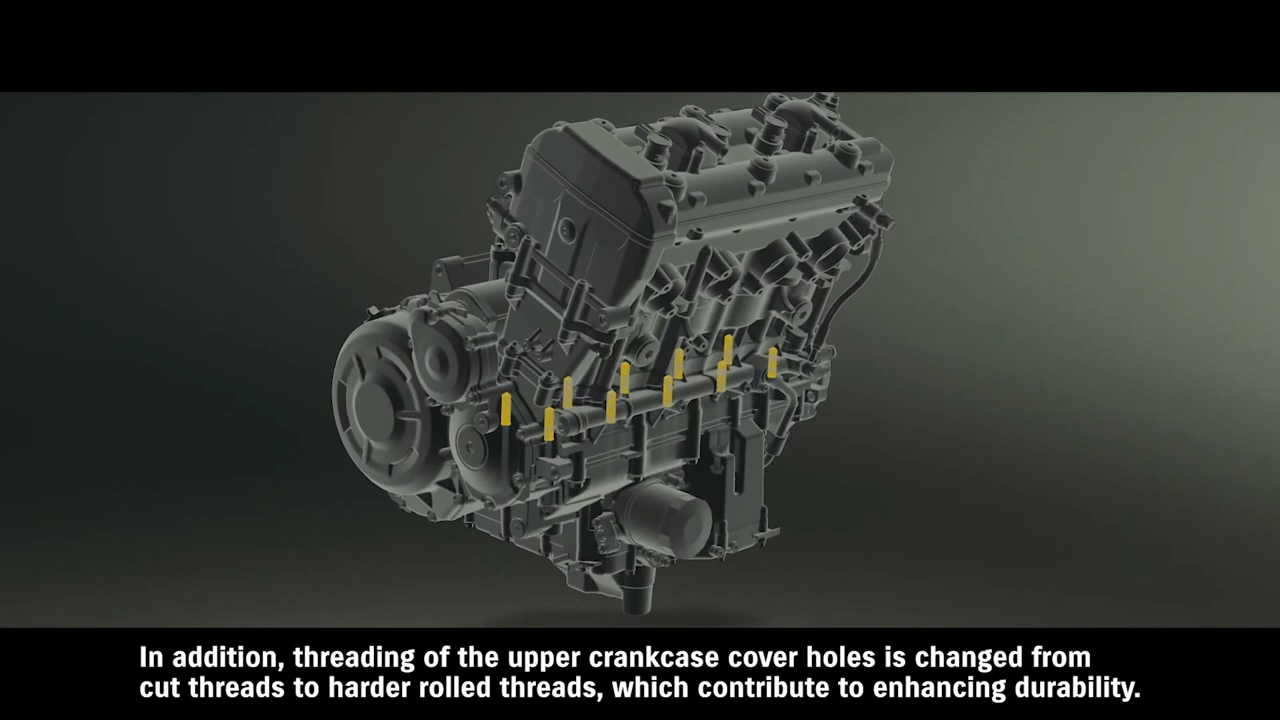 In addition, threading of the upper crankcase cover holes is changed from
cut threads to harder rolled threads, which contribute to enhancing durability.